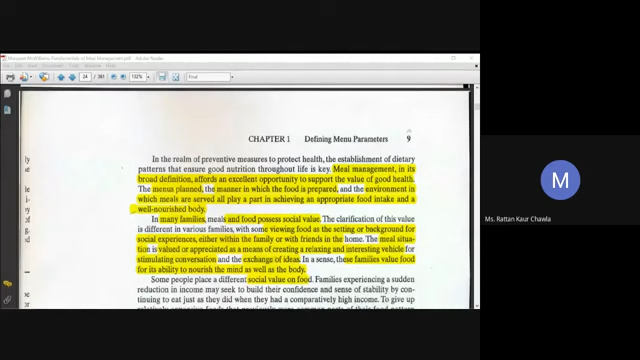 Margaret McWilliams-Fundamentals of Meal Management.pdf - Adobe Reader
File Edit View
Window Help
24 / 361
132%
Find
CHAPTER 1 Defining Menu Parameters 9
In the realm of preventive measures to protect health, the establishment of dietary
patterns that ensure good nutrition throughout life is key. Meal management, in its
broad definition, affords an excellent opportunity to support the value of good health.
The menus planned, the manner in which the food is prepared, and the environment in
which meals are served all play a part in achieving an appropriate food intake and a
well-nourished body.
In many families, meals and food possess social value. The clarification of this value
is different in various families, with some viewing food as the setting or background for
social experiences, either within the family or with friends in the home. The meal situa-
tion is valued or appreciated as a means of creating a relaxing and interesting vehicle for
stimulating conversation and the exchange of ideas. In a sense, these families value food
for its ability to nourish the mind as well as the body.
Some people place a different social value on food. Families experiencing a sudden
reduction in income may seek to build their confidence and sense of stability by con-
tinuing to eat just as they did when they had a comparatively high income. To give up
M
Ms. Rattan Kaur Chawla